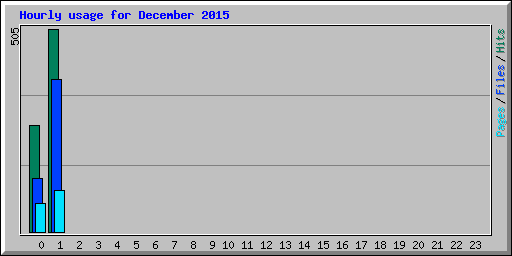 Hourly usage for December 2015
505
Pages/Files/Hits
0 1 2 3 4 5 6 7 8 9 10 11 12 13 14 15 16 17 18 19 20 21 22 23